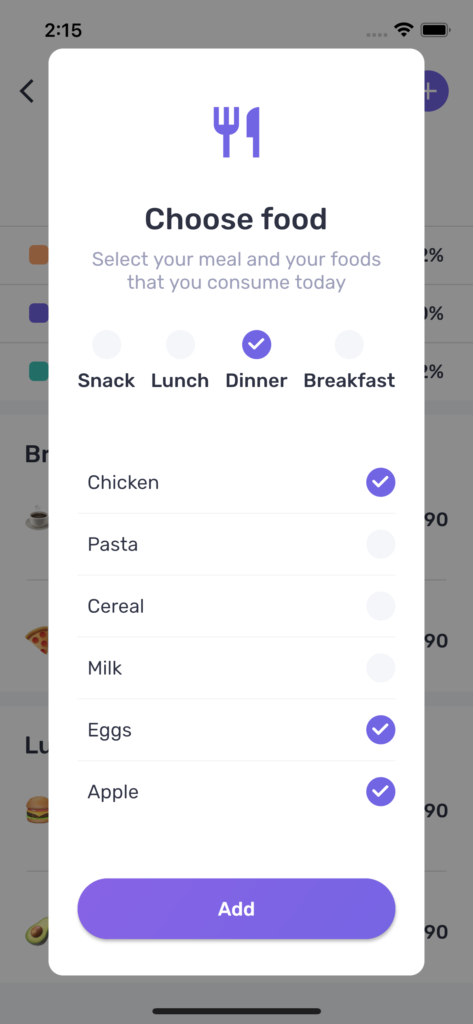 2:15
Choose food
Select your meal and your foods
that you consume today
Snack Lunch Dinner Breakfast
Chicken
Pasta
Cereal
Milk
Eggs
Apple
Add
2%
0%
2%
Br
90
90
Lu
90
90